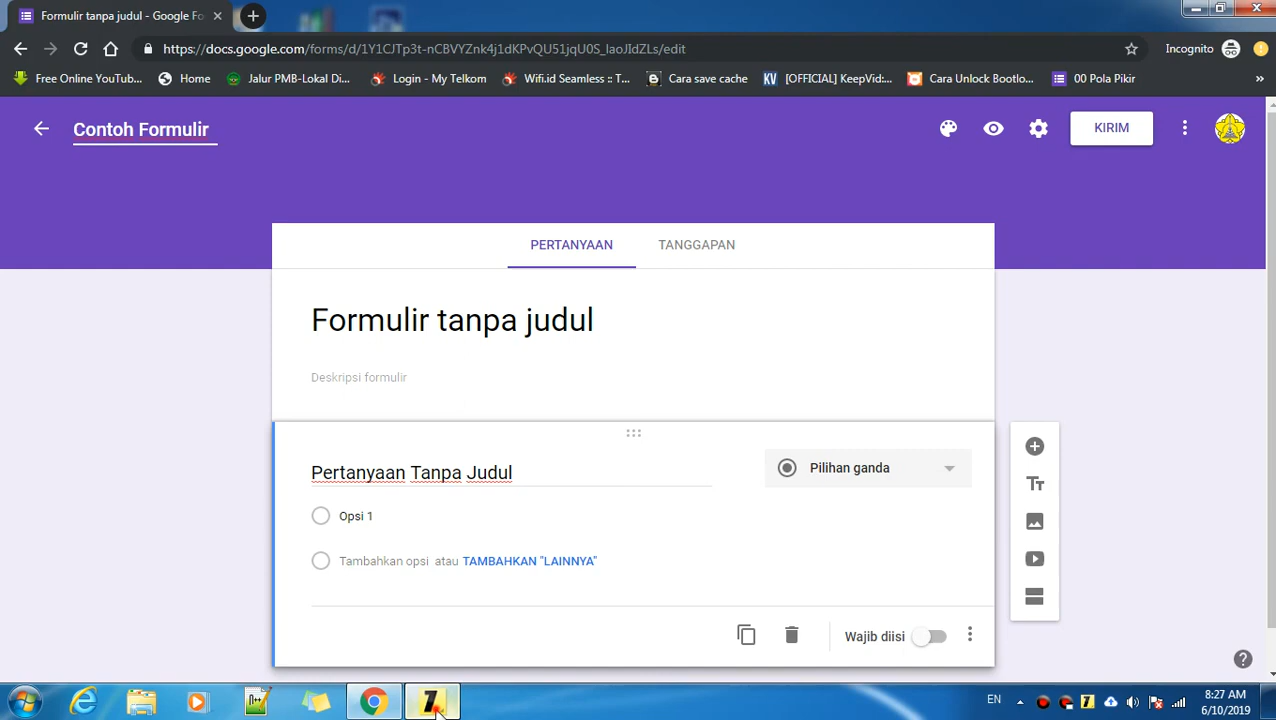 Formulir tanpa judul - Google Fo
https://docs.google.com/forms/d/1Y1CJTp3t-nCBVYZnk4j1dKPvQU51jqU0S_laoJIdZLs/edit
Incognito
Free Online YouTub...
Home
Jalur PMB-Lokal Di...
Login - My Telkom
Wifi.id Seamless :: T...
Cara save cache
KV
[OFFICIAL] KeepVid:...
Cara Unlock Bootlo...
00 Pola Pikir
»
Contoh Formulir
KIRIM
PERTANYAAN
TANGGAPAN
Formulir tanpa judul
Deskripsi formulir
Pertanyaan Tanpa Judul
Pilihan ganda
Opsi 1
Tambahkan opsi atau TAMBAHKAN "LAINNYA"
Wajib diisi
EN
8:27 AM
6/10/2019